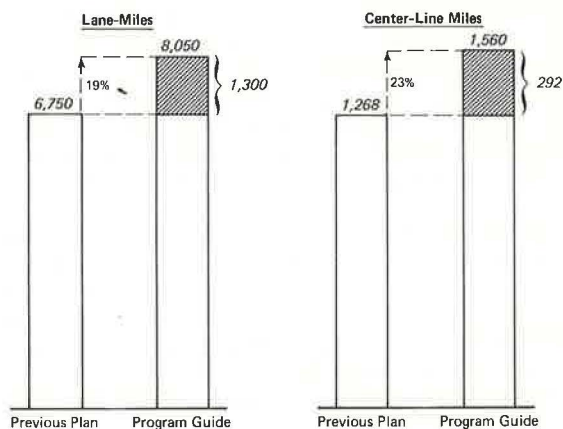 Lane-Miles
8,050
19%
1,300
6,750
Previous Plan Program Guide
Center-Line Miles
1,560
23%
292
1,268
Previous Plan Program Guide